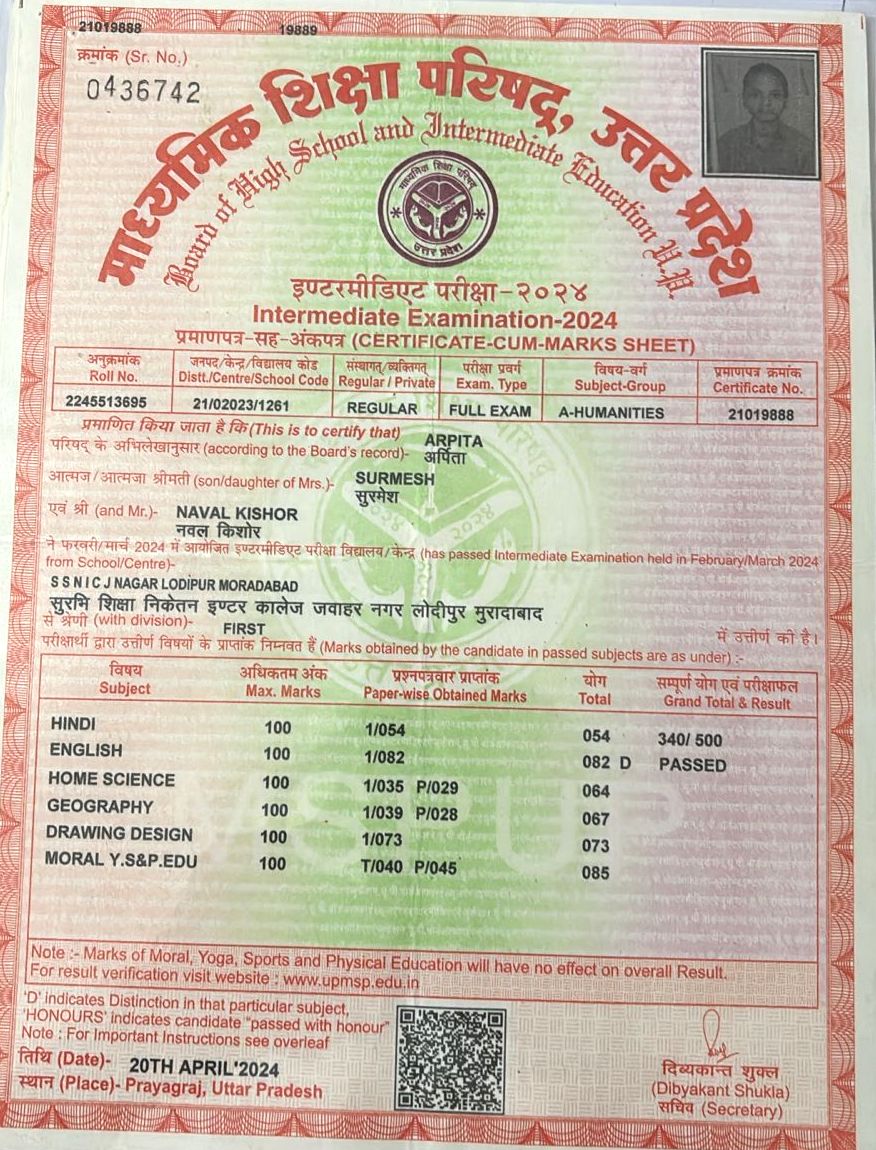 21019888 19889
क्रमांक (Sr. No.)
0436742
माध्यमिक शिक्षा परिषद्, उत्तर प्रदेश
Board of High School and Intermediate Education U.P.
माध्यमिक शिक्षा परिषद
उत्तर प्रदेश
इण्टरमीडिएट परीक्षा-२०२४
Intermediate Examination-2024
प्रमाणपत्र-सह-अंकपत्र (CERTIFICATE-CUM-MARKS SHEET)
अनुक्रमांक जनपद/केन्द्र/विद्यालय कोड संस्थागत/व्यक्तिगत परीक्षा प्रवर्ग विषय-वर्ग प्रमाणपत्र क्रमांक
Roll No. Distt./Centre/School Code Regular / Private Exam. Type Subject-Group Certificate No.
2245513695 21/02023/1261 REGULAR FULL EXAM A-HUMANITIES 21019888
प्रमाणित किया जाता है कि (This is to certify that)
परिषद् के अभिलेखानुसार (according to the Board's record)- ARPITA
अर्पिता
आत्मज/आत्मजा श्रीमती (son/daughter of Mrs.)- SURMESH
सुरमेश
एवं श्री (and Mr.)- NAVAL KISHOR
नवल किशोर
ने फरवरी/मार्च 2024 में आयोजित इण्टरमीडिएट परीक्षा विद्यालय/केन्द्र (has passed Intermediate Examination held in February/March 2024
from School/Centre)-
S S N I C J NAGAR LODIPUR MORADABAD
सुरभि शिक्षा निकेतन इण्टर कालेज जवाहर नगर लोदीपुर मुरादाबाद
से श्रेणी (with division)- FIRST में उत्तीर्ण की है।
परीक्षार्थी द्वारा उत्तीर्ण विषयों के प्राप्तांक निम्नवत हैं (Marks obtained by the candidate in passed subjects are as under) :-
विषय अधिकतम अंक प्रश्नपत्रवार प्राप्तांक योग सम्पूर्ण योग एवं परीक्षाफल
Subject Max. Marks Paper-wise Obtained Marks Total Grand Total & Result
HINDI 100 1/054 054 340/ 500
ENGLISH 100 1/082 082 D PASSED
HOME SCIENCE 100 1/035 P/029 064
GEOGRAPHY 100 1/039 P/028 067
DRAWING DESIGN 100 1/073 073
MORAL Y.S&P.EDU 100 T/040 P/045 085
Note :- Marks of Moral, Yoga, Sports and Physical Education will have no effect on overall Result.
For result verification visit website : www.upmsp.edu.in
'D' indicates Distinction in that particular subject,
'HONOURS' indicates candidate "passed with honour"
Note : For Important Instructions see overleaf
तिथि (Date)- 20TH APRIL'2024
स्थान (Place)- Prayagraj, Uttar Pradesh
दिव्यकान्त शुक्ल
(Dibyakant Shukla)
सचिव (Secretary)